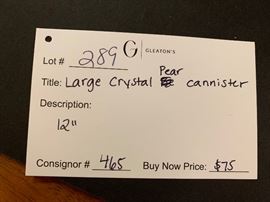 Lot # 289 G | GLEATON'S
Pear
Title: Large Crystal cannister
Description:
12"
Consignor # 465 Buy Now Price: $75